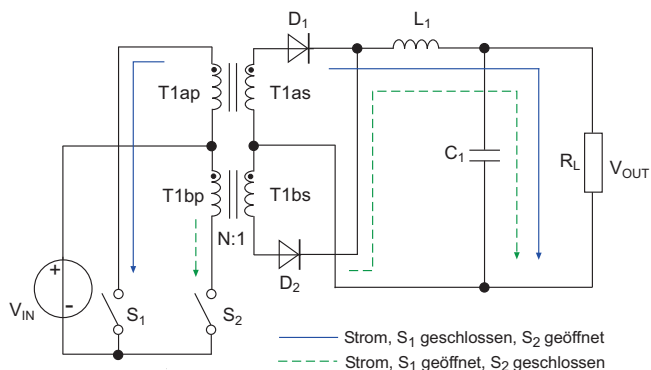 D1
L1
T1ap
T1as
C1
RL
VOUT
T1bp
T1bs
N:1
D2
+
-
VIN
S1
S2
Strom, S1 geschlossen, S2 geöffnet
Strom, S1 geöffnet, S2 geschlossen